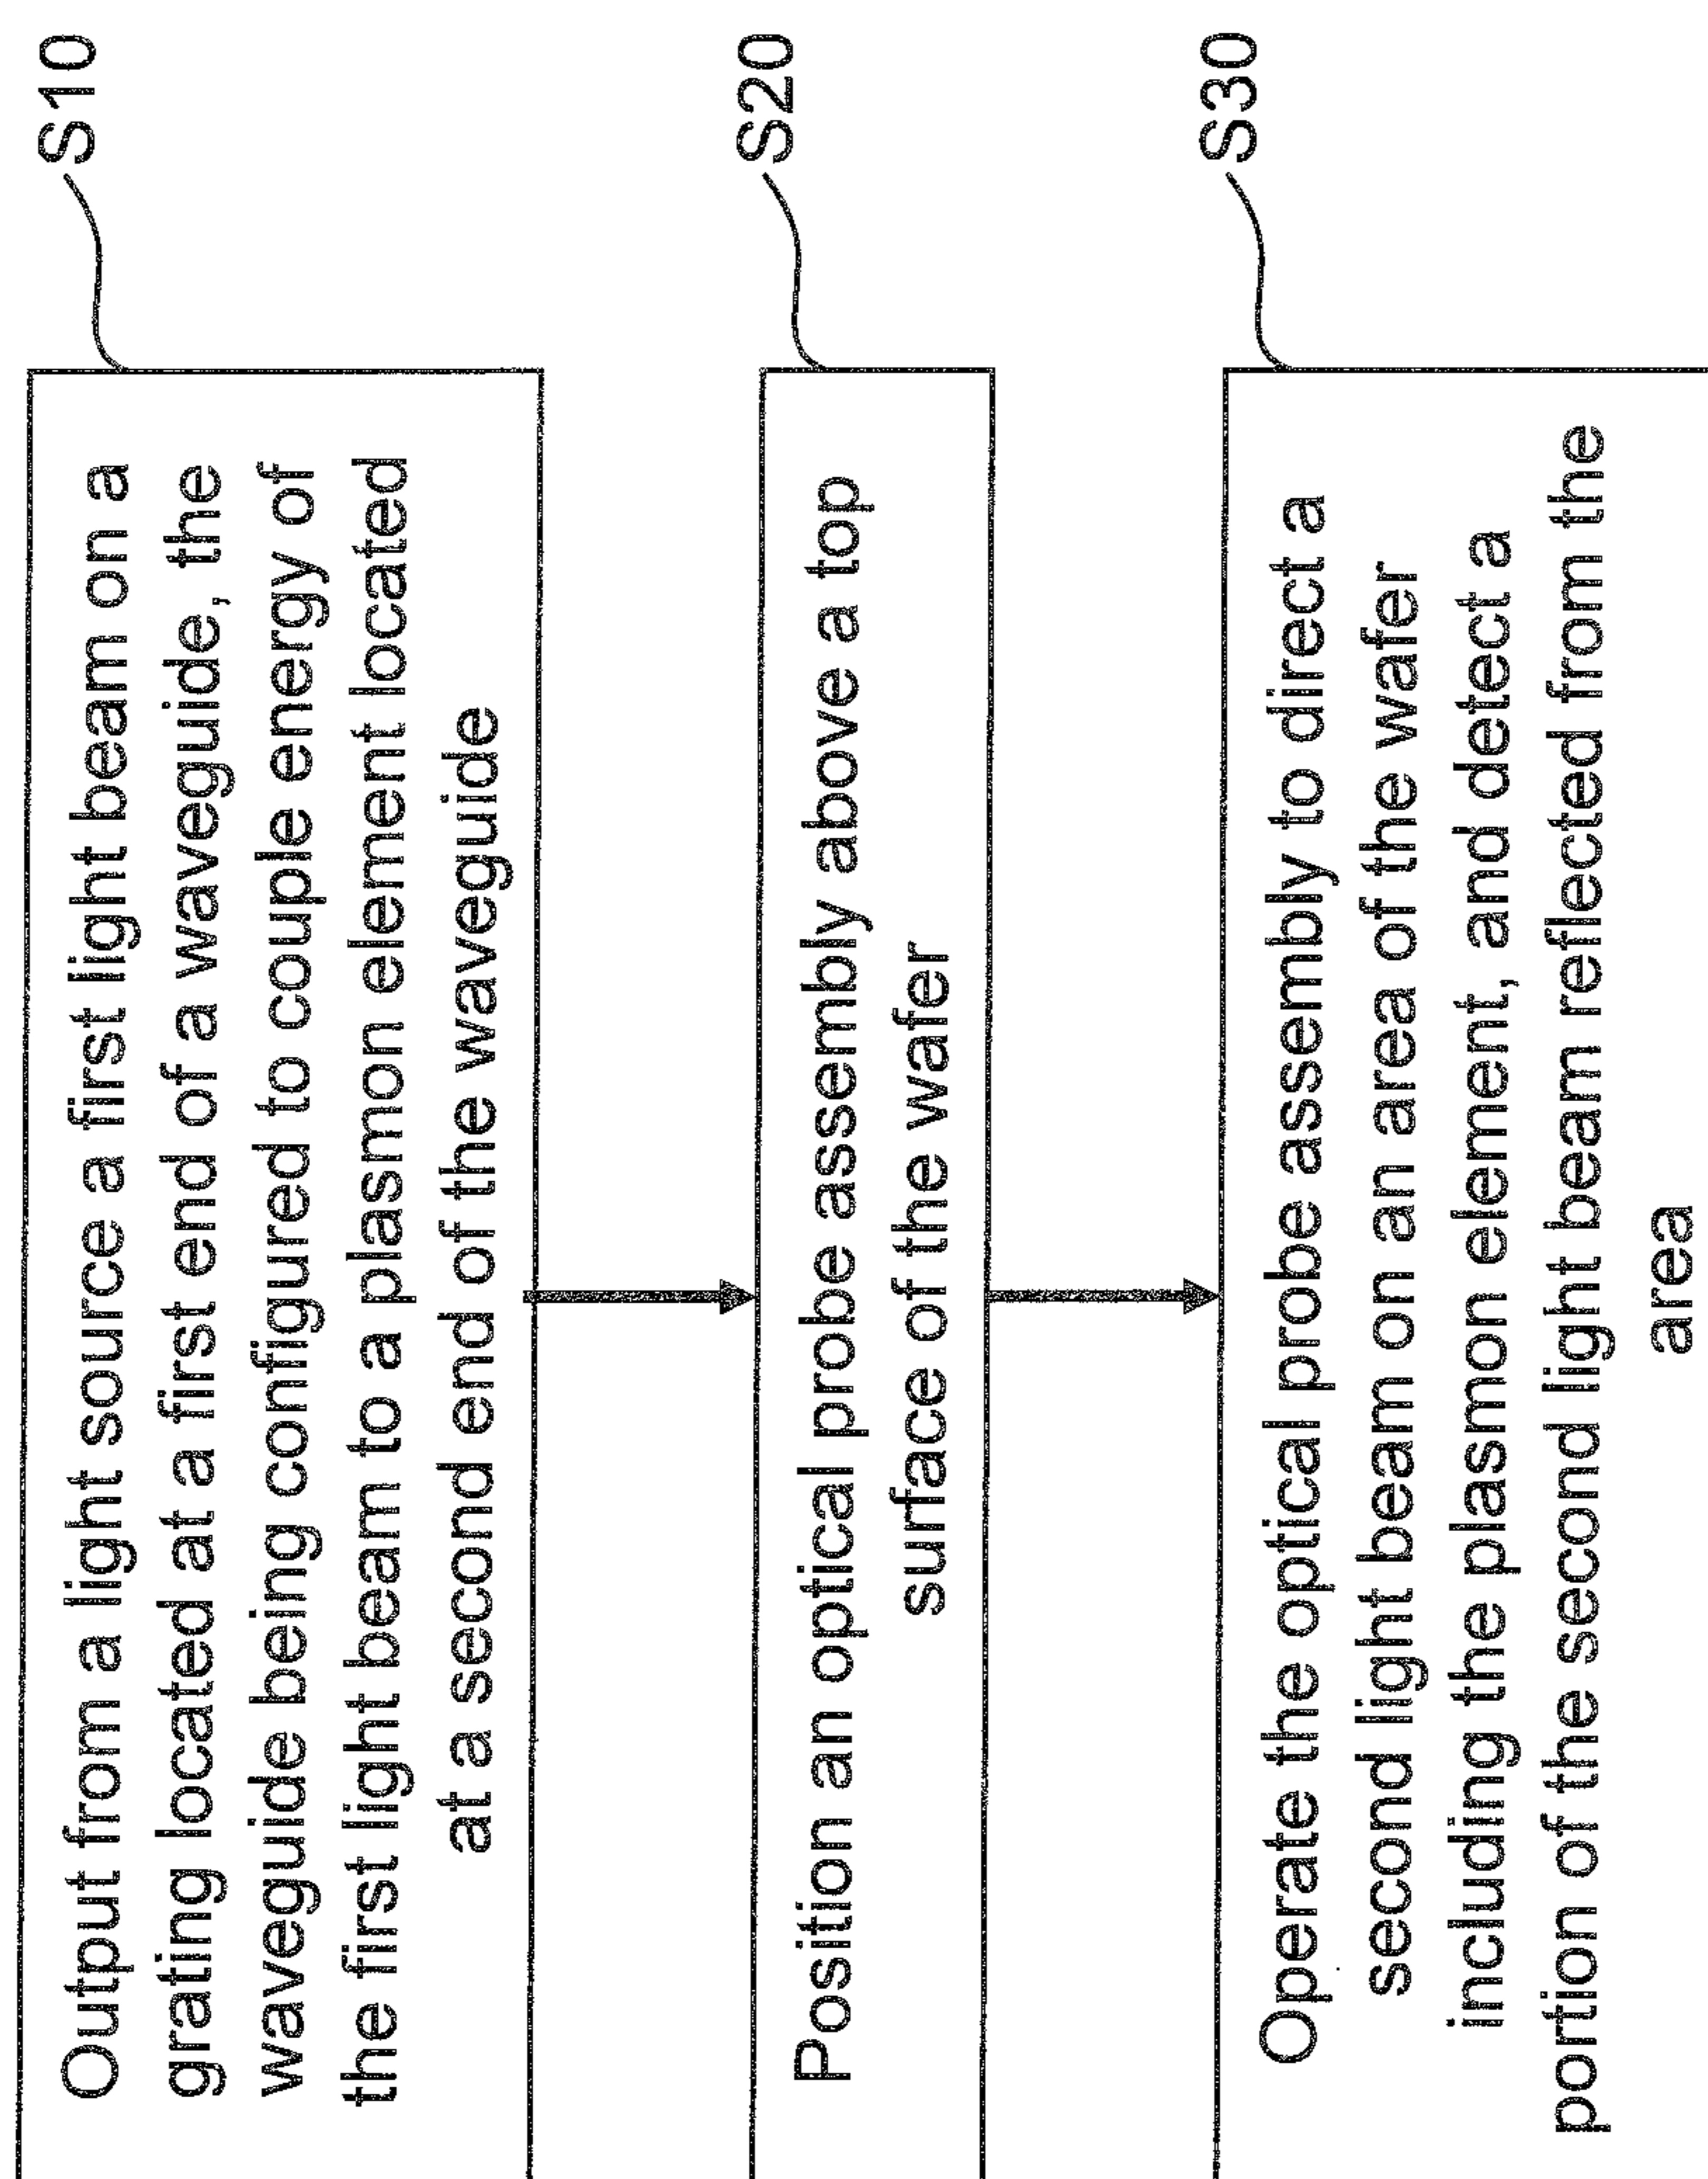 S10
Output from a light source a first light beam on a
grating located at a first end of a waveguide, the
waveguide being configured to couple energy of
the first light beam to a plasmon element located
at a second end of the waveguide
S20
Position an optical probe assembly above a top
surface of the wafer
S30
Operate the optical probe assembly to direct a
second light beam on an area of the wafer
including the plasmon element, and detect a
portion of the second light beam reflected from the
area